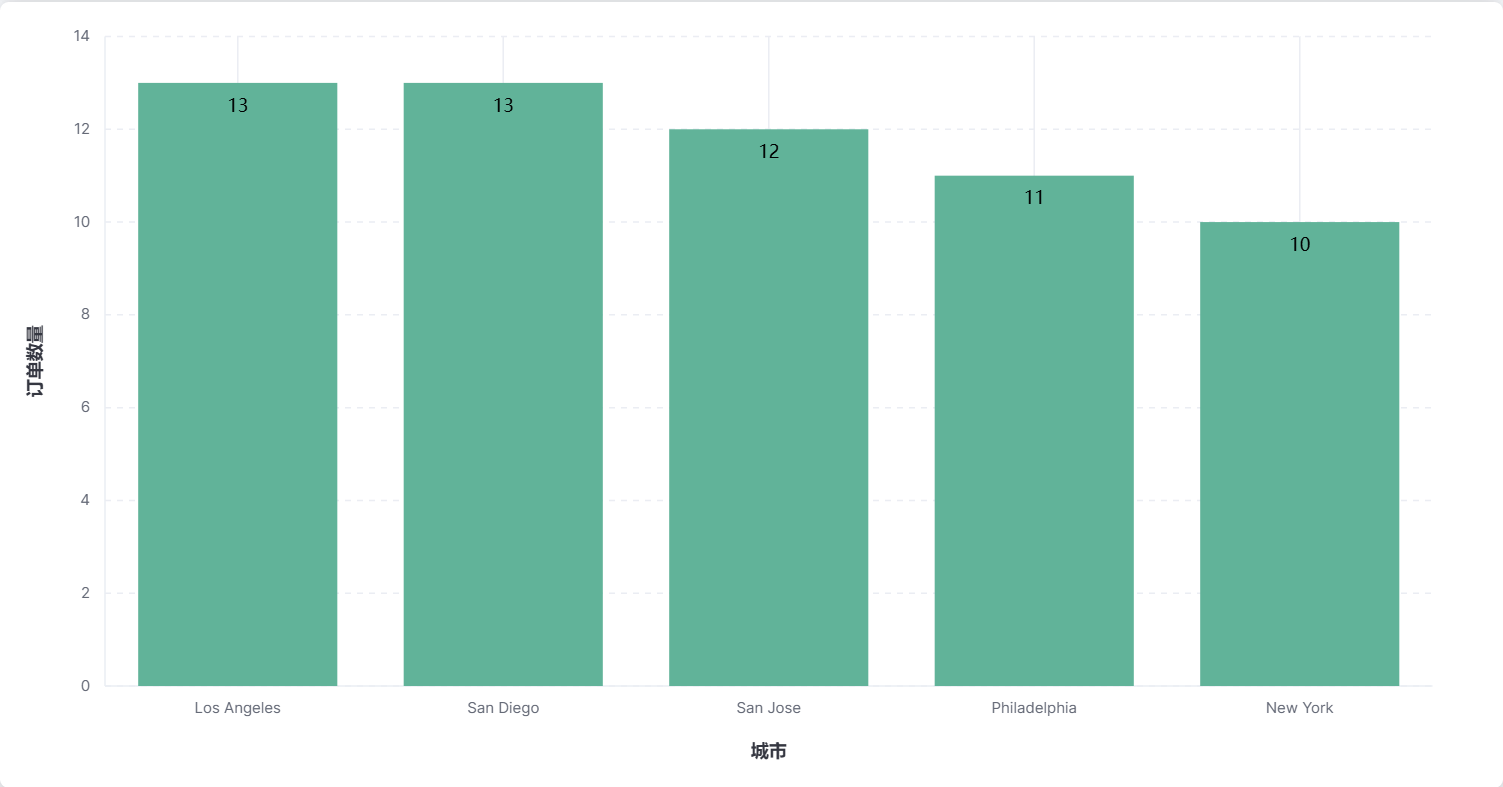 14
12
10
8
6
4
2
0
订单数量
13
13
12
11
10
Los Angeles
San Diego
San Jose
Philadelphia
New York
城市